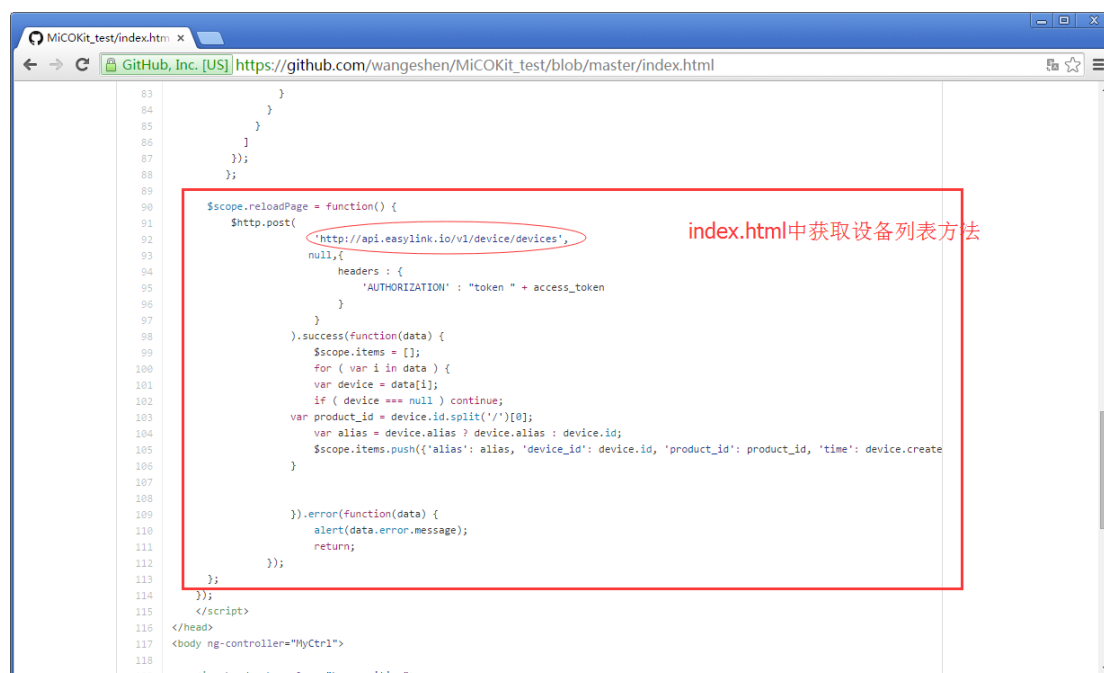 MiCOKit_test/index.htm ×
GitHub, Inc. [US] https://github.com/wangeshen/MiCOKit_test/blob/master/index.html
83 }
84 }
85 }
86 ]
87 });
88 };
89
90 $scope.reloadPage = function() {
91 $http.post(
92 'http://api.easylink.io/v1/device/devices',
93 null,{
94 headers : {
95 'AUTHORIZATION' : "token " + access_token
96 }
97 }
98 ).success(function(data) {
99 $scope.items = [];
100 for ( var i in data ) {
101 var device = data[i];
102 if ( device === null ) continue;
103 var product_id = device.id.split('/')[0];
104 var alias = device.alias ? device.alias : device.id;
105 $scope.items.push({'alias': alias, 'device_id': device.id, 'product_id': product_id, 'time': device.create
106 }
107
108
109 }).error(function(data) {
110 alert(data.error.message);
111 return;
112 });
113 };
114 });
115 </script>
116 </head>
117 <body ng-controller="MyCtrl">
118
index.html中获取设备列表方法